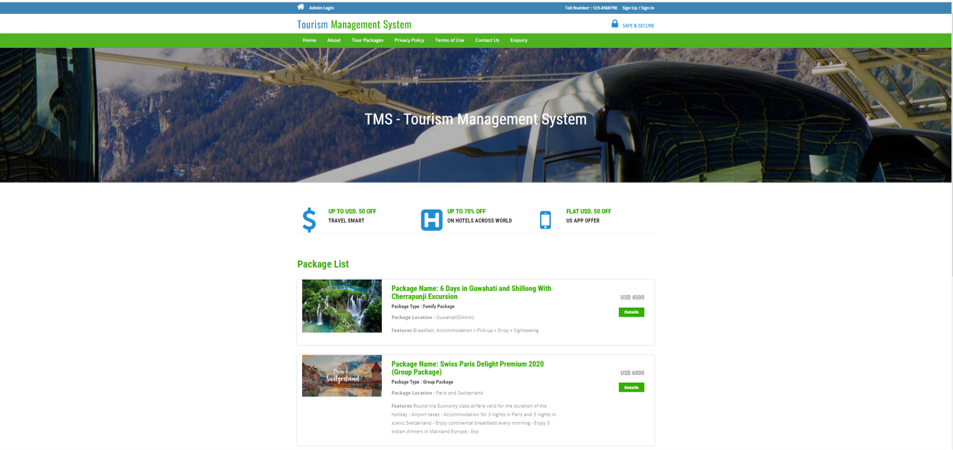 Admin Login
Toll Number : 123-4568790 Sign Up / Sign In
Tourism Management System
SAFE & SECURE
Home About Tour Packages Privacy Policy Terms of Use Contact Us Enquiry
TMS - Tourism Management System
UP TO USD. 50 OFF
TRAVEL SMART
H
UP TO 70% OFF
ON HOTELS ACROSS WORLD
FLAT USD. 50 OFF
US APP OFFER
Package List
Package Name: 6 Days in Guwahati and Shillong With
Cherrapunji Excursion
Package Type : Family Package
Package Location : Guwahati(Sikkim)
Features Breakfast, Accommodation » Pick-up » Drop » Sightseeing
USD 4500
Details
Switzerland
Package Name: Swiss Paris Delight Premium 2020
(Group Package)
Package Type : Group Package
Package Location : Paris and Switzerland
Features Round trip Economy class airfare valid for the duration of the
holiday - Airport taxes - Accommodation for 3 nights in Paris and 3 nights in
scenic Switzerland - Enjoy continental breakfasts every morning - Enjoy 5
Indian dinners in Mainland Europe - Exp
USD 6000
Details